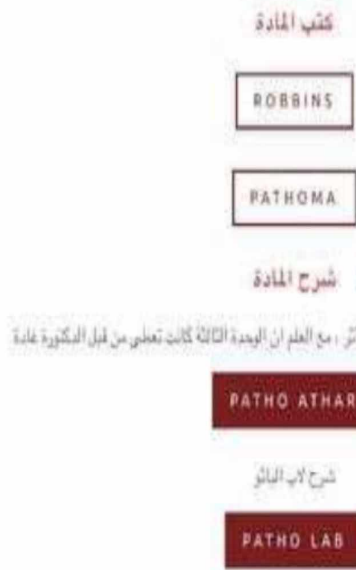 كتب المادة
ROBBINS
PATHOMA
شرح المادة
مع العلم ان الوحدة الثالثة كانت تعطى من قبل الدكتورة غادة
PATHO ATHAR
شرح لاب الباثو
PATHO LAB